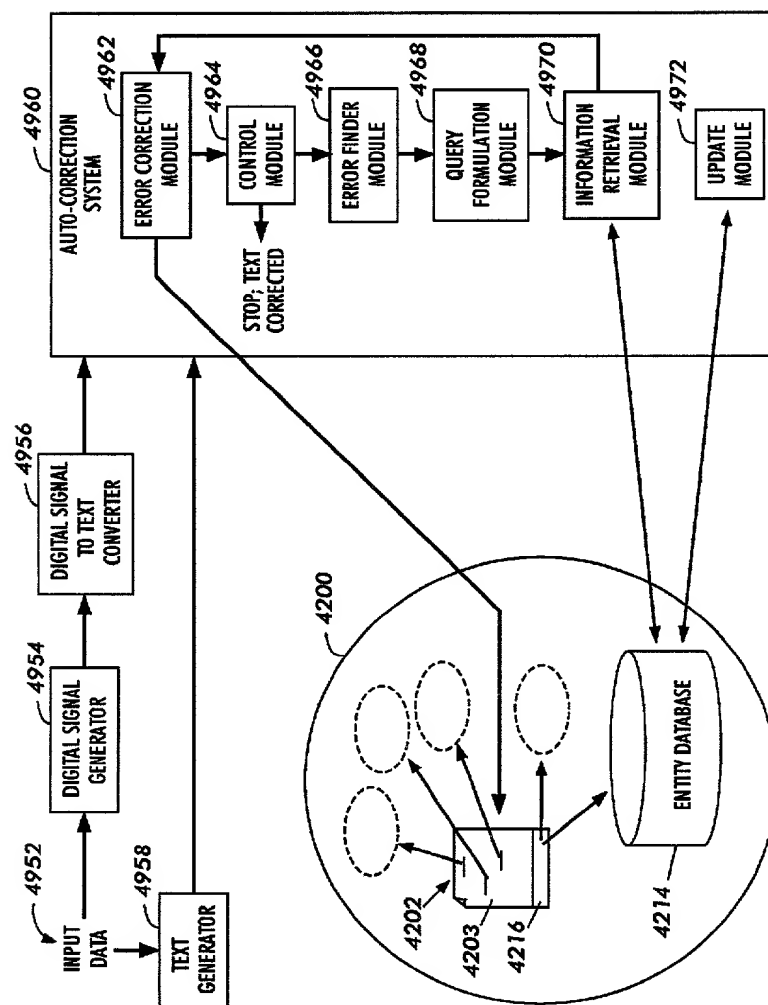 4952
INPUT
DATA
4954
DIGITAL SIGNAL
GENERATOR
4956
DIGITAL SIGNAL
TO TEXT
CONVERTER
4958
TEXT
GENERATOR
4960
AUTO-CORRECTION
SYSTEM
4962
ERROR CORRECTION
MODULE
4964
CONTROL
MODULE
STOP; TEXT
CORRECTED
4966
ERROR FINDER
MODULE
4968
QUERY
FORMULATION
MODULE
4970
INFORMATION
RETRIEVAL
MODULE
4972
UPDATE
MODULE
4200
4202
4203
4216
4214
ENTITY DATABASE